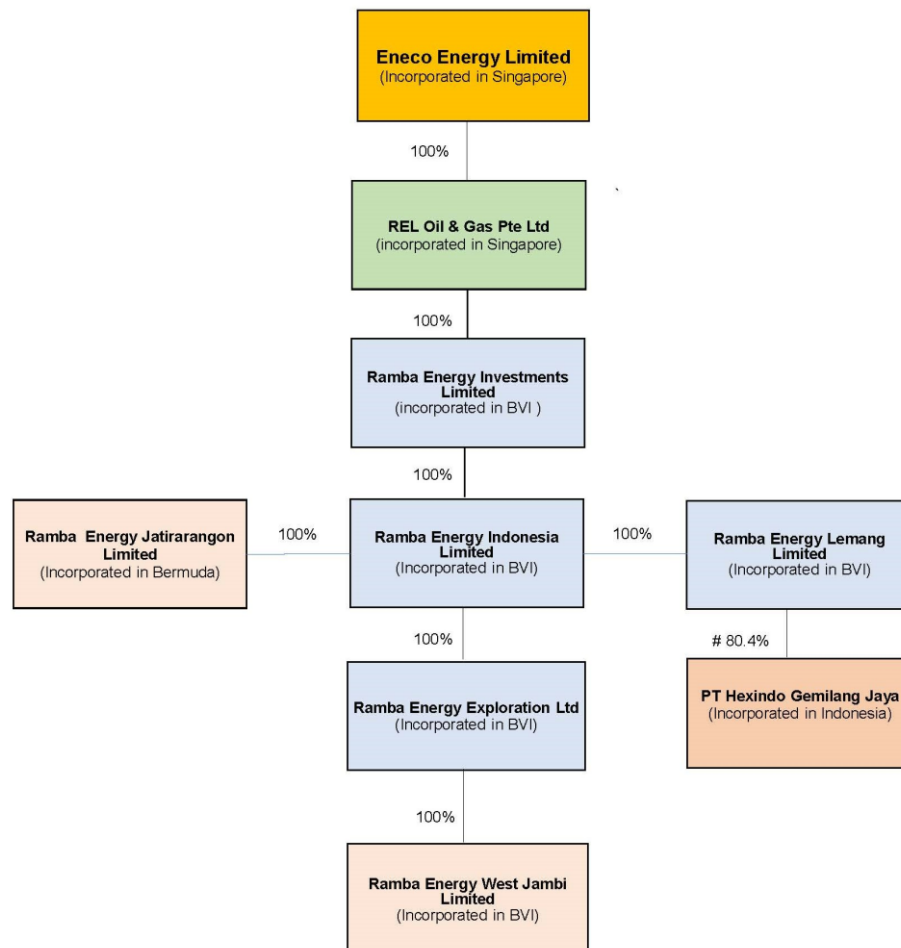 Eneco Energy Limited
(Incorporated in Singapore)
100%
REL Oil & Gas Pte Ltd
(incorporated in Singapore)
`
100%
Ramba Energy Investments
Limited
(incorporated in BVI )
100%
Ramba Energy Jatirarangon
Limited
(Incorporated in Bermuda)
100%
Ramba Energy Indonesia
Limited
(Incorporated in BVI)
100%
Ramba Energy Lemang
Limited
(Incorporated in BVI)
100%
# 80.4%
Ramba Energy Exploration Ltd
(Incorporated in BVI)
PT Hexindo Gemilang Jaya
(Incorporated in Indonesia)
100%
Ramba Energy West Jambi
Limited
(Incorporated in BVI)